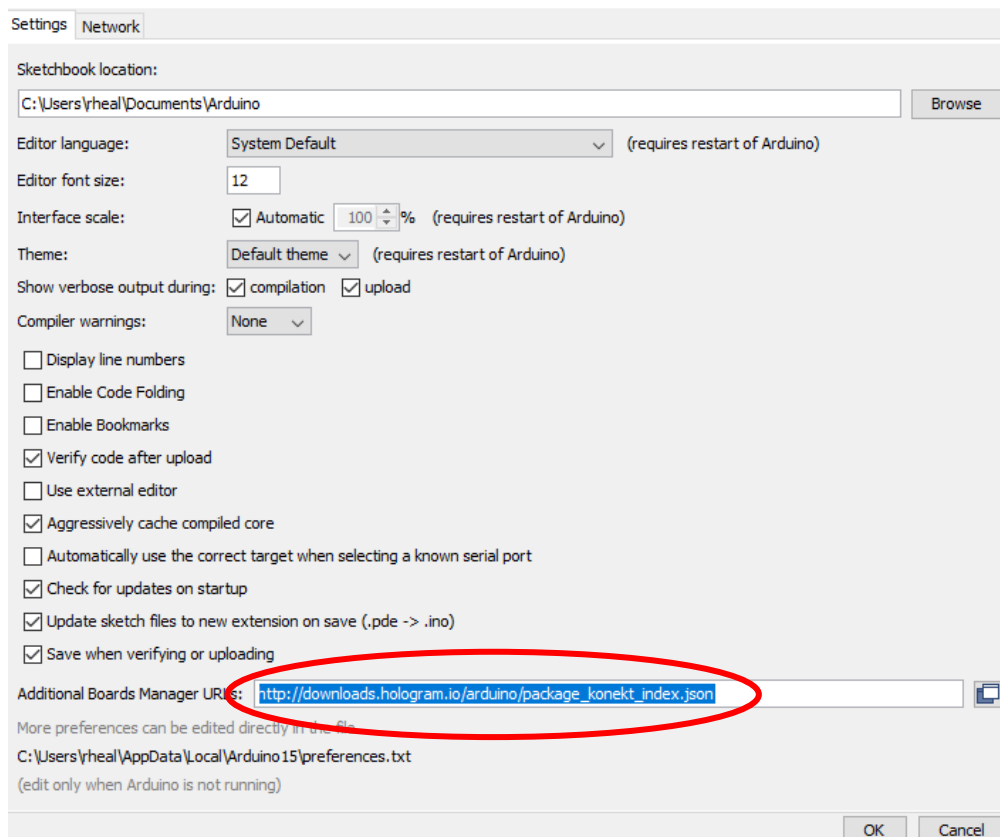 Settings Network
Sketchbook location:
C:\Users\rheal\Documents\Arduino Browse
Editor language: System Default (requires restart of Arduino)
Editor font size: 12
Interface scale: Automatic 100 % (requires restart of Arduino)
Theme: Default theme (requires restart of Arduino)
Show verbose output during: compilation upload
Compiler warnings: None
Display line numbers
Enable Code Folding
Enable Bookmarks
Verify code after upload
Use external editor
Aggressively cache compiled core
Automatically use the correct target when selecting a known serial port
Check for updates on startup
Update sketch files to new extension on save (.pde -> .ino)
Save when verifying or uploading
Additional Boards Manager URLs: http://downloads.hologram.io/arduino/package_konekt_index.json
More preferences can be edited directly in the file
C:\Users\rheal\AppData\Local\Arduino15\preferences.txt
(edit only when Arduino is not running)
OK Cancel